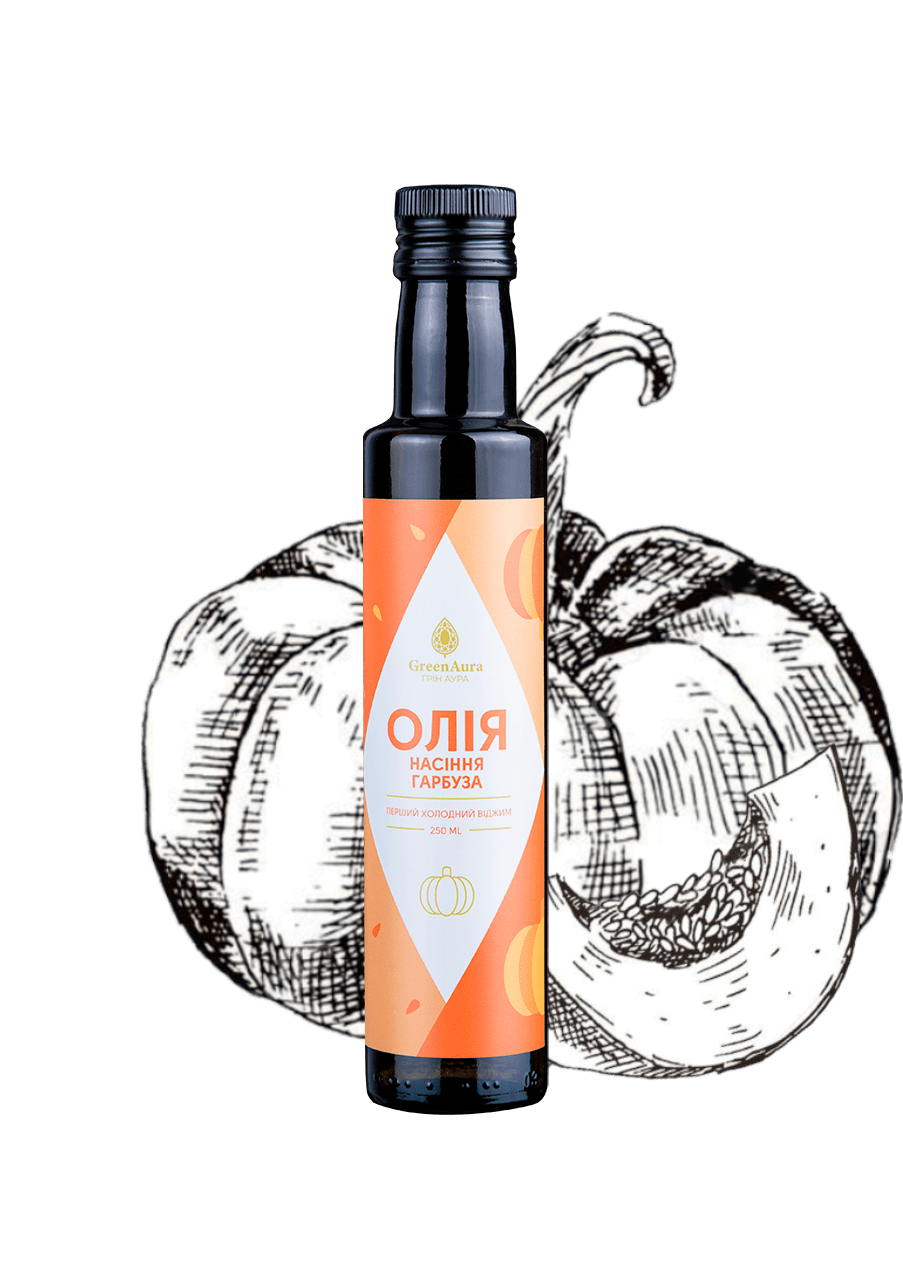 GreenAura
ГРІН АУРА
ОЛІЯ
НАСІННЯ
ГАРБУЗА
ПЕРШИЙ ХОЛОДНИЙ ВІДЖИМ
250 ML